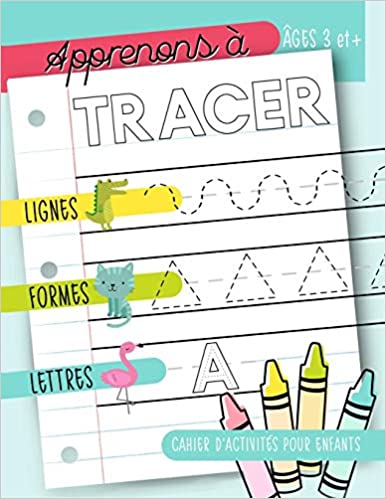 Apprenons à
ÂGES 3 et+
TRACER
LIGNES
FORMES
LETTRES
A
CAHIER D'ACTIVITÉS POUR ENFANTS